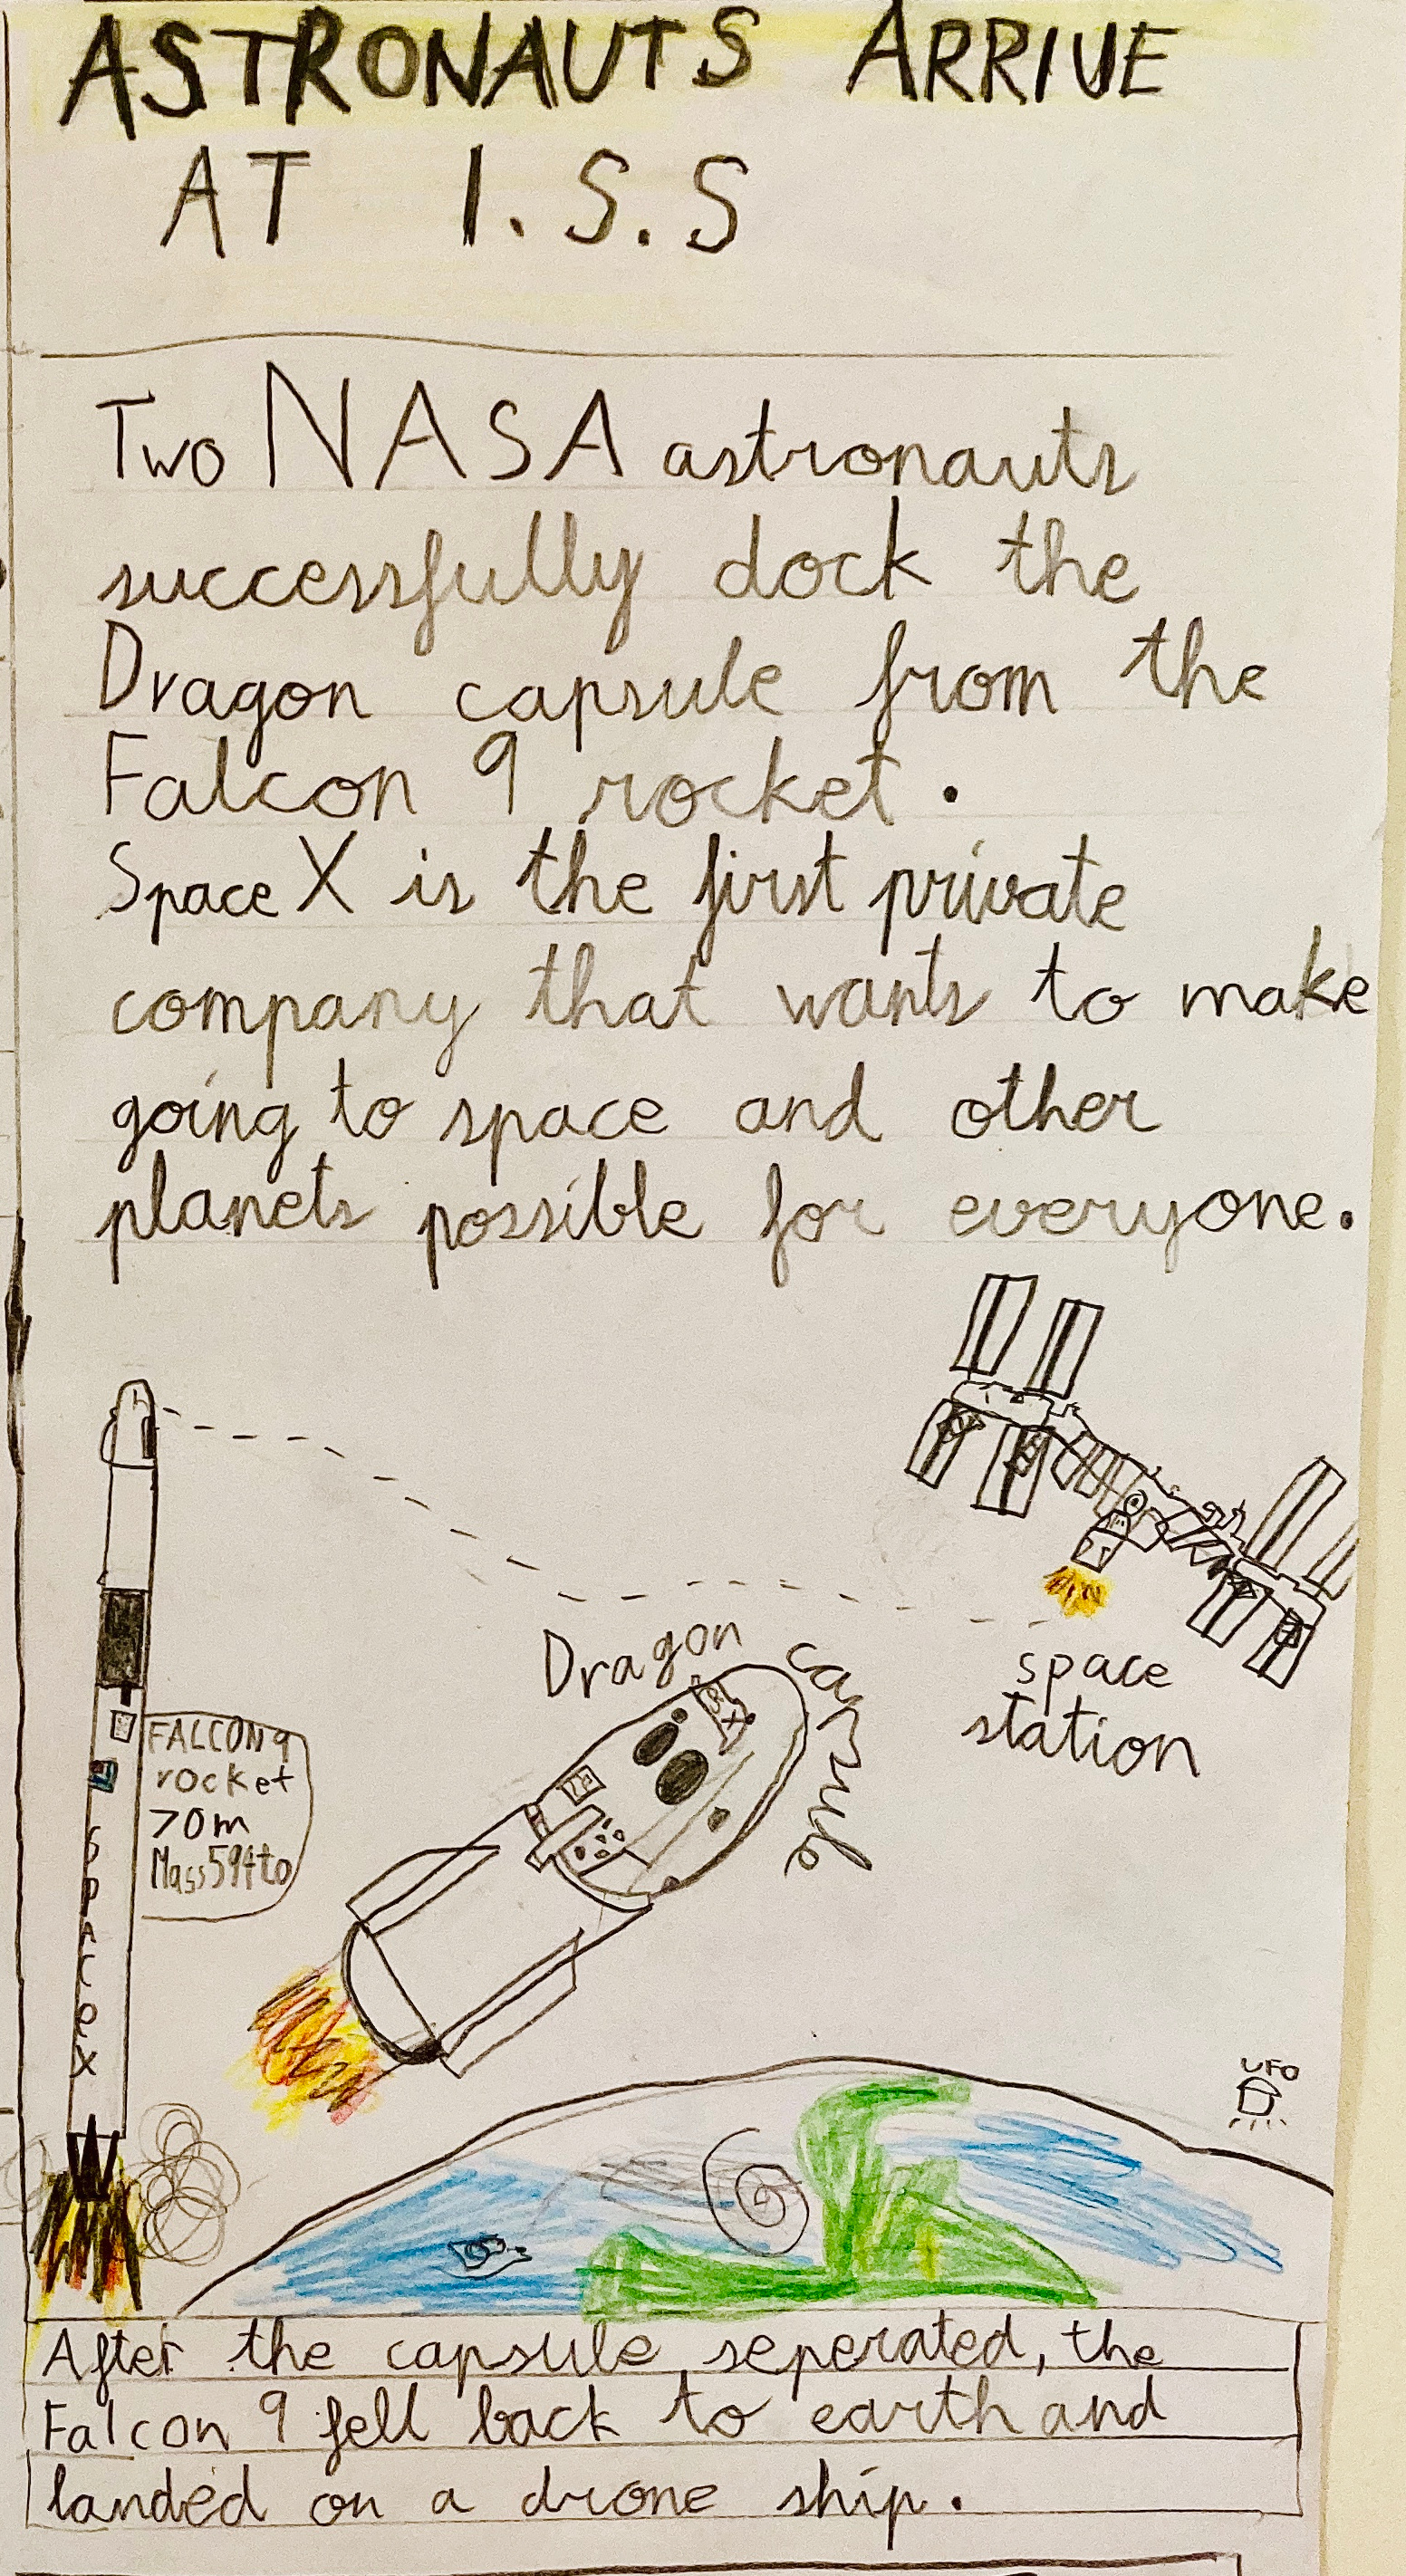 ASTRONAUTS ARRIVE
AT I.S.S
Two NASA astronauts
successfully dock the
Dragon capsule from the
Falcon 9 rocket.
Space X is the first private
company that wants to make
going to space and other
planets possible for everyone.
Dragon capsule
space
station
FALCON 9
rocket
70m
Mass 594to
SPACeX
UFO
After the capsule seperated, the
Falcon 9 fell back to earth and
landed on a drone ship.